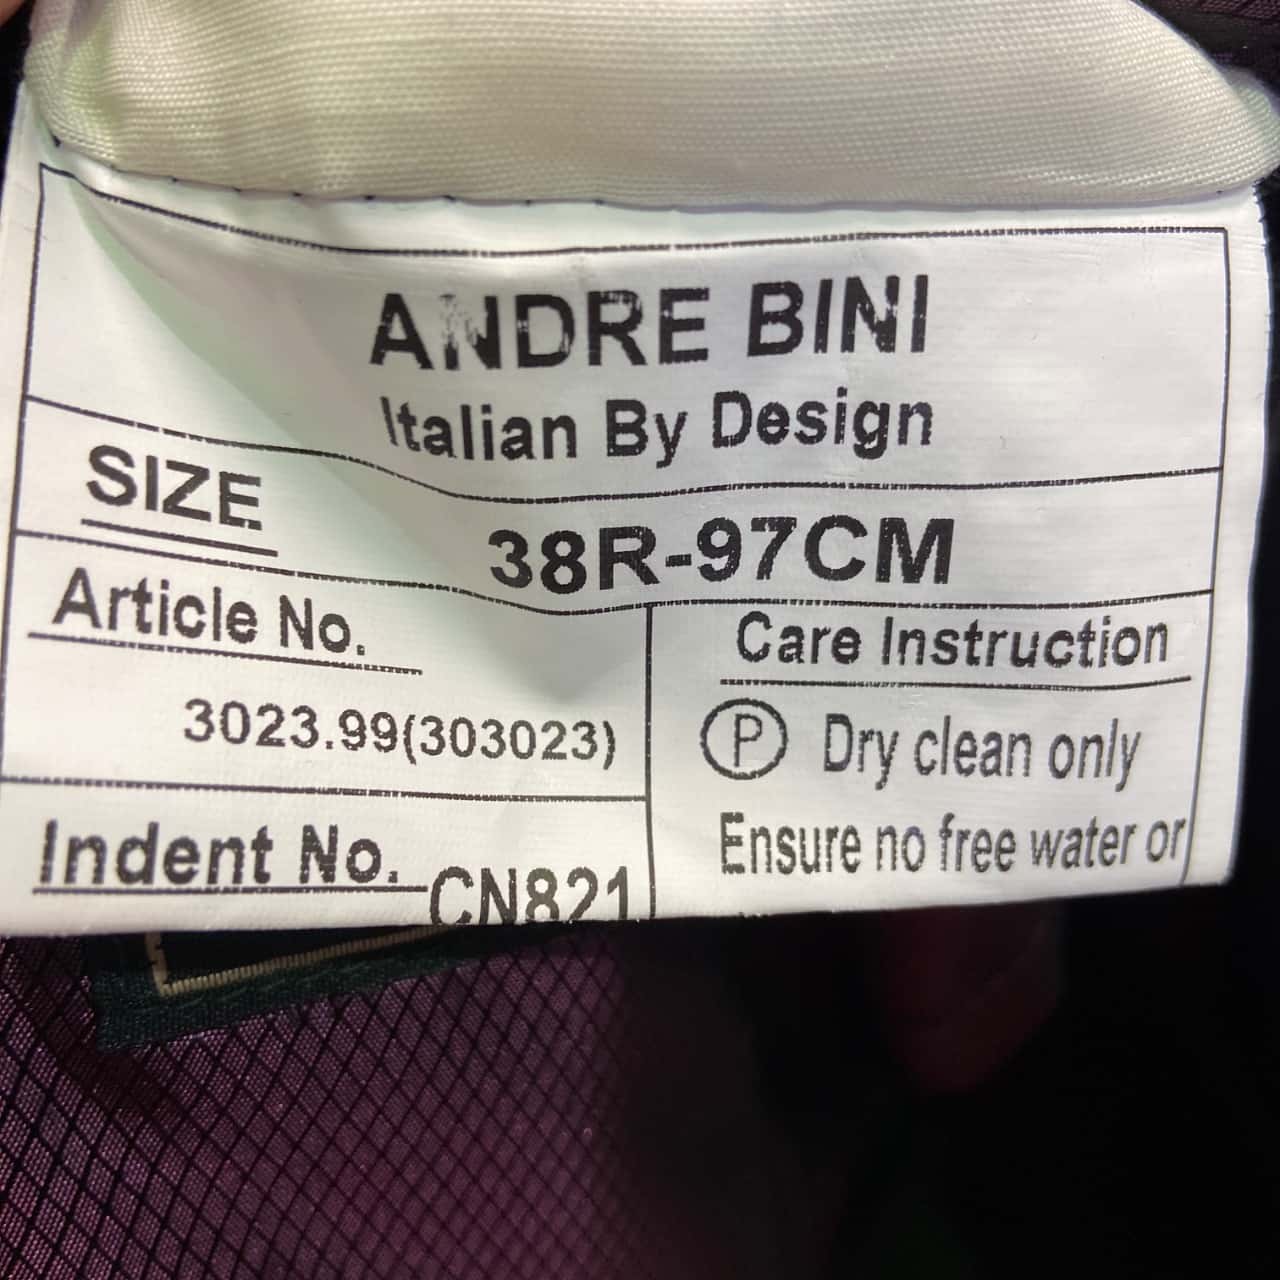 ANDRE BINI
Italian By Design
SIZE
38R-97CM
Article No.
3023.99(303023)
Indent No. CN821
Care Instruction
P Dry clean only
Ensure no free water or